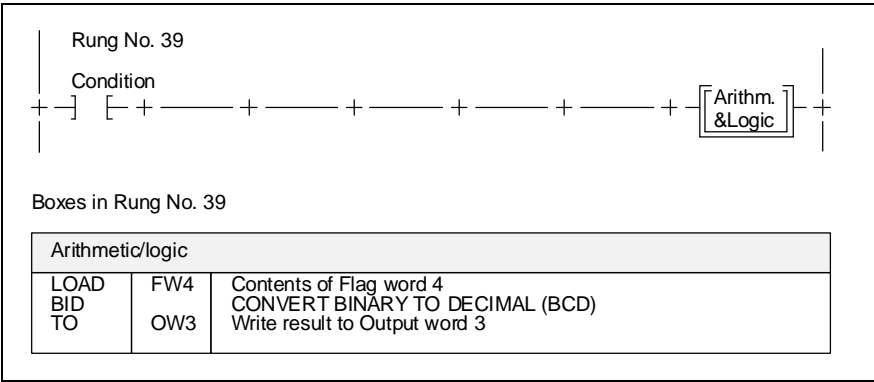 Rung No. 39
Condition
Arithm.
&Logic
Boxes in Rung No. 39
Arithmetic/logic
LOAD FW4 Contents of Flag word 4
BID CONVERT BINARY TO DECIMAL (BCD)
TO OW3 Write result to Output word 3